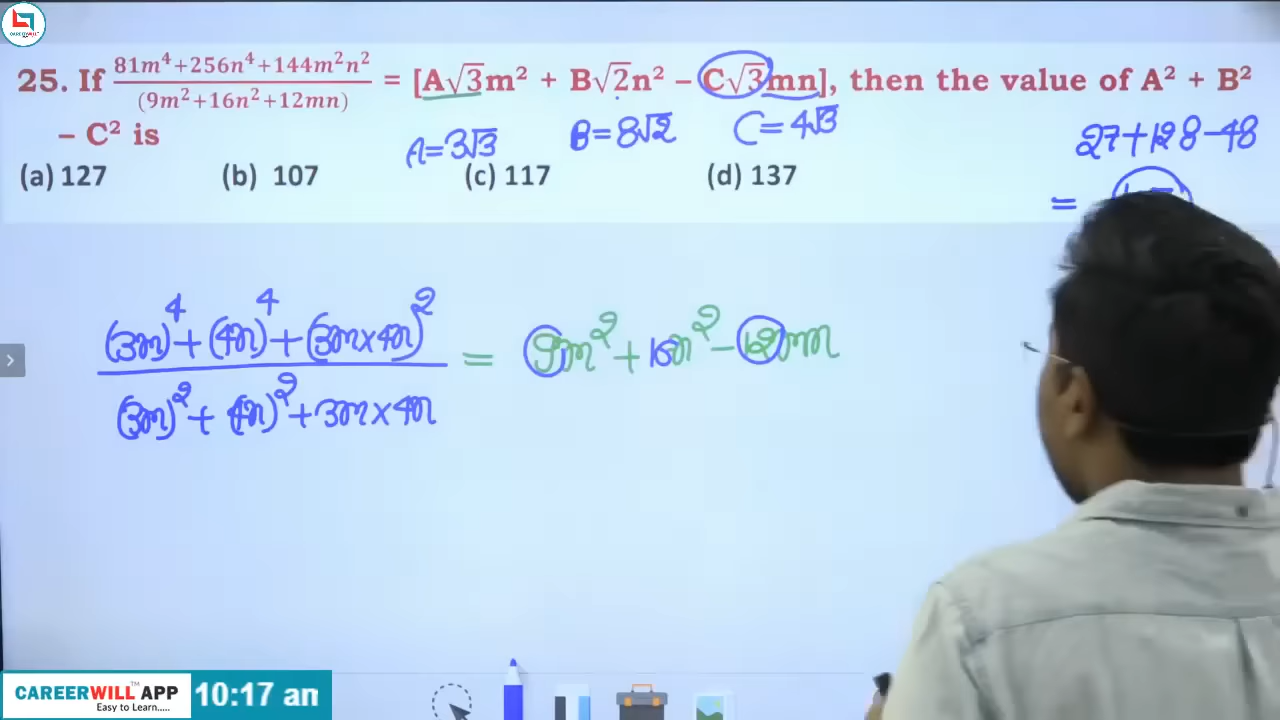 CAREERWILL
25. If (81m⁴+256n⁴+144m²n²)/(9m²+16n²+12mn) = [A√3m² + B√2n² − C√3mn], then the value of A² + B²
− C² is
A=3√3 B=8√2 C=4√3
27+128-48
=
(a) 127 (b) 107 (c) 117 (d) 137
((3m)⁴+(4n)⁴+(3m×4n)²)/((3m)²+(4n)²+3m×4n) = 9m²+16n²-12mn
CAREERWILL™ APP
Easy to Learn.....
10:17 am